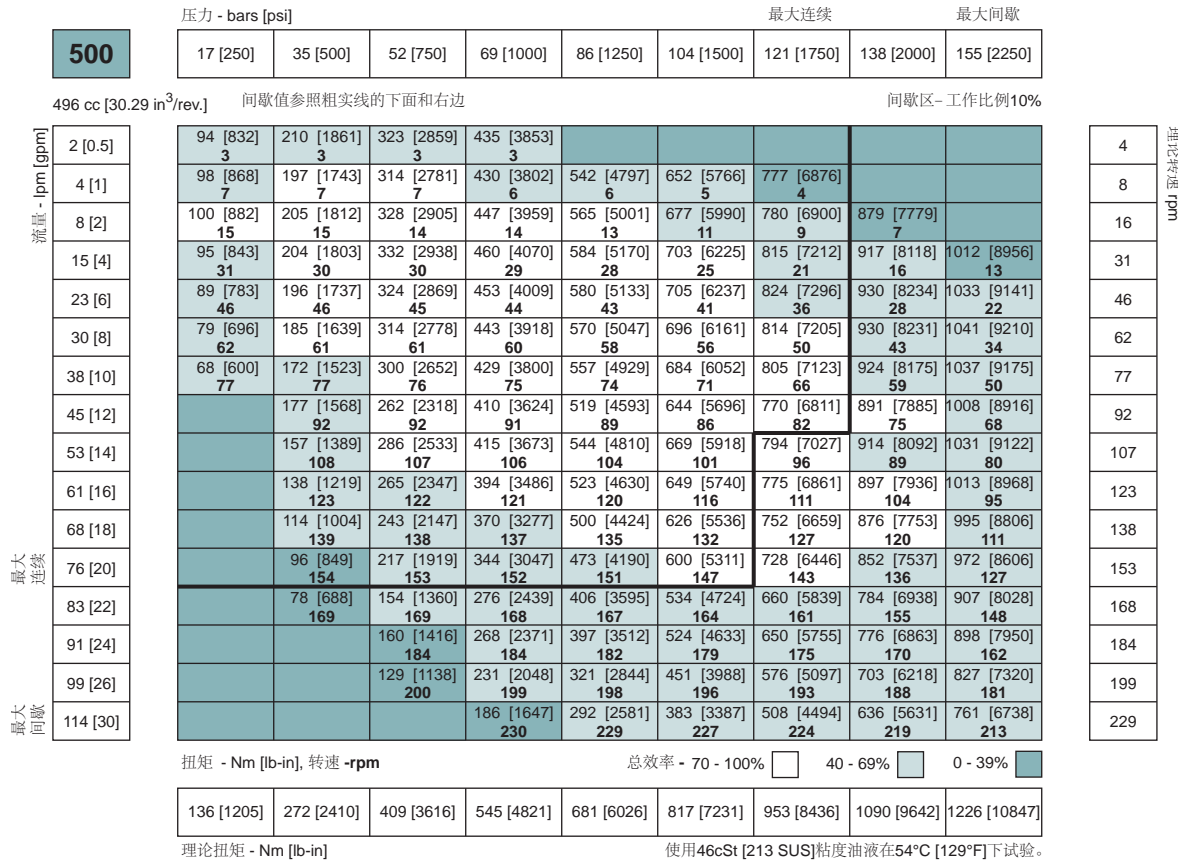 压力 - bars [psi] 最大连续 最大间歇
500 17 [250] 35 [500] 52 [750] 69 [1000] 86 [1250] 104 [1500] 121 [1750] 138 [2000] 155 [2250]
496 cc [30.29 in³/rev.] 间歇值参照粗实线的下面和右边 间歇区– 工作比例10%
流量 - lpm [gpm]
理论转速 rpm
2 [0.5] 94 [832] 210 [1861] 323 [2859] 435 [3853] 4
3 3 3 3
4 [1] 98 [868] 197 [1743] 314 [2781] 430 [3802] 542 [4797] 652 [5766] 777 [6876] 8
7 7 7 6 6 5 4
8 [2] 100 [882] 205 [1812] 328 [2905] 447 [3959] 565 [5001] 677 [5990] 780 [6900] 879 [7779] 16
15 15 14 14 13 11 9 7
15 [4] 95 [843] 204 [1803] 332 [2938] 460 [4070] 584 [5170] 703 [6225] 815 [7212] 917 [8118] 1012 [8956] 31
31 30 30 29 28 25 21 16 13
23 [6] 89 [783] 196 [1737] 324 [2869] 453 [4009] 580 [5133] 705 [6237] 824 [7296] 930 [8234] 1033 [9141] 46
46 46 45 44 43 41 36 28 22
30 [8] 79 [696] 185 [1639] 314 [2778] 443 [3918] 570 [5047] 696 [6161] 814 [7205] 930 [8231] 1041 [9210] 62
62 61 61 60 58 56 50 43 34
38 [10] 68 [600] 172 [1523] 300 [2652] 429 [3800] 557 [4929] 684 [6052] 805 [7123] 924 [8175] 1037 [9175] 77
77 77 76 75 74 71 66 59 50
45 [12] 177 [1568] 262 [2318] 410 [3624] 519 [4593] 644 [5696] 770 [6811] 891 [7885] 1008 [8916] 92
92 92 91 89 86 82 75 68
53 [14] 157 [1389] 286 [2533] 415 [3673] 544 [4810] 669 [5918] 794 [7027] 914 [8092] 1031 [9122] 107
108 107 106 104 101 96 89 80
61 [16] 138 [1219] 265 [2347] 394 [3486] 523 [4630] 649 [5740] 775 [6861] 897 [7936] 1013 [8968] 123
123 122 121 120 116 111 104 95
68 [18] 114 [1004] 243 [2147] 370 [3277] 500 [4424] 626 [5536] 752 [6659] 876 [7753] 995 [8806] 138
139 138 137 135 132 127 120 111
最大连续
76 [20] 96 [849] 217 [1919] 344 [3047] 473 [4190] 600 [5311] 728 [6446] 852 [7537] 972 [8606] 153
154 153 152 151 147 143 136 127
83 [22] 78 [688] 154 [1360] 276 [2439] 406 [3595] 534 [4724] 660 [5839] 784 [6938] 907 [8028] 168
169 169 168 167 164 161 155 148
91 [24] 160 [1416] 268 [2371] 397 [3512] 524 [4633] 650 [5755] 776 [6863] 898 [7950] 184
184 184 182 179 175 170 162
99 [26] 129 [1138] 231 [2048] 321 [2844] 451 [3988] 576 [5097] 703 [6218] 827 [7320] 199
200 199 198 196 193 188 181
最大间歇
114 [30] 186 [1647] 292 [2581] 383 [3387] 508 [4494] 636 [5631] 761 [6738] 229
230 229 227 224 219 213
扭矩 - Nm [lb-in], 转速 -rpm 总效率 - 70 - 100% 40 - 69% 0 - 39%
136 [1205] 272 [2410] 409 [3616] 545 [4821] 681 [6026] 817 [7231] 953 [8436] 1090 [9642] 1226 [10847]
理论扭矩 - Nm [lb-in] 使用46cSt [213 SUS]粘度油液在54°C [129°F]下试验。